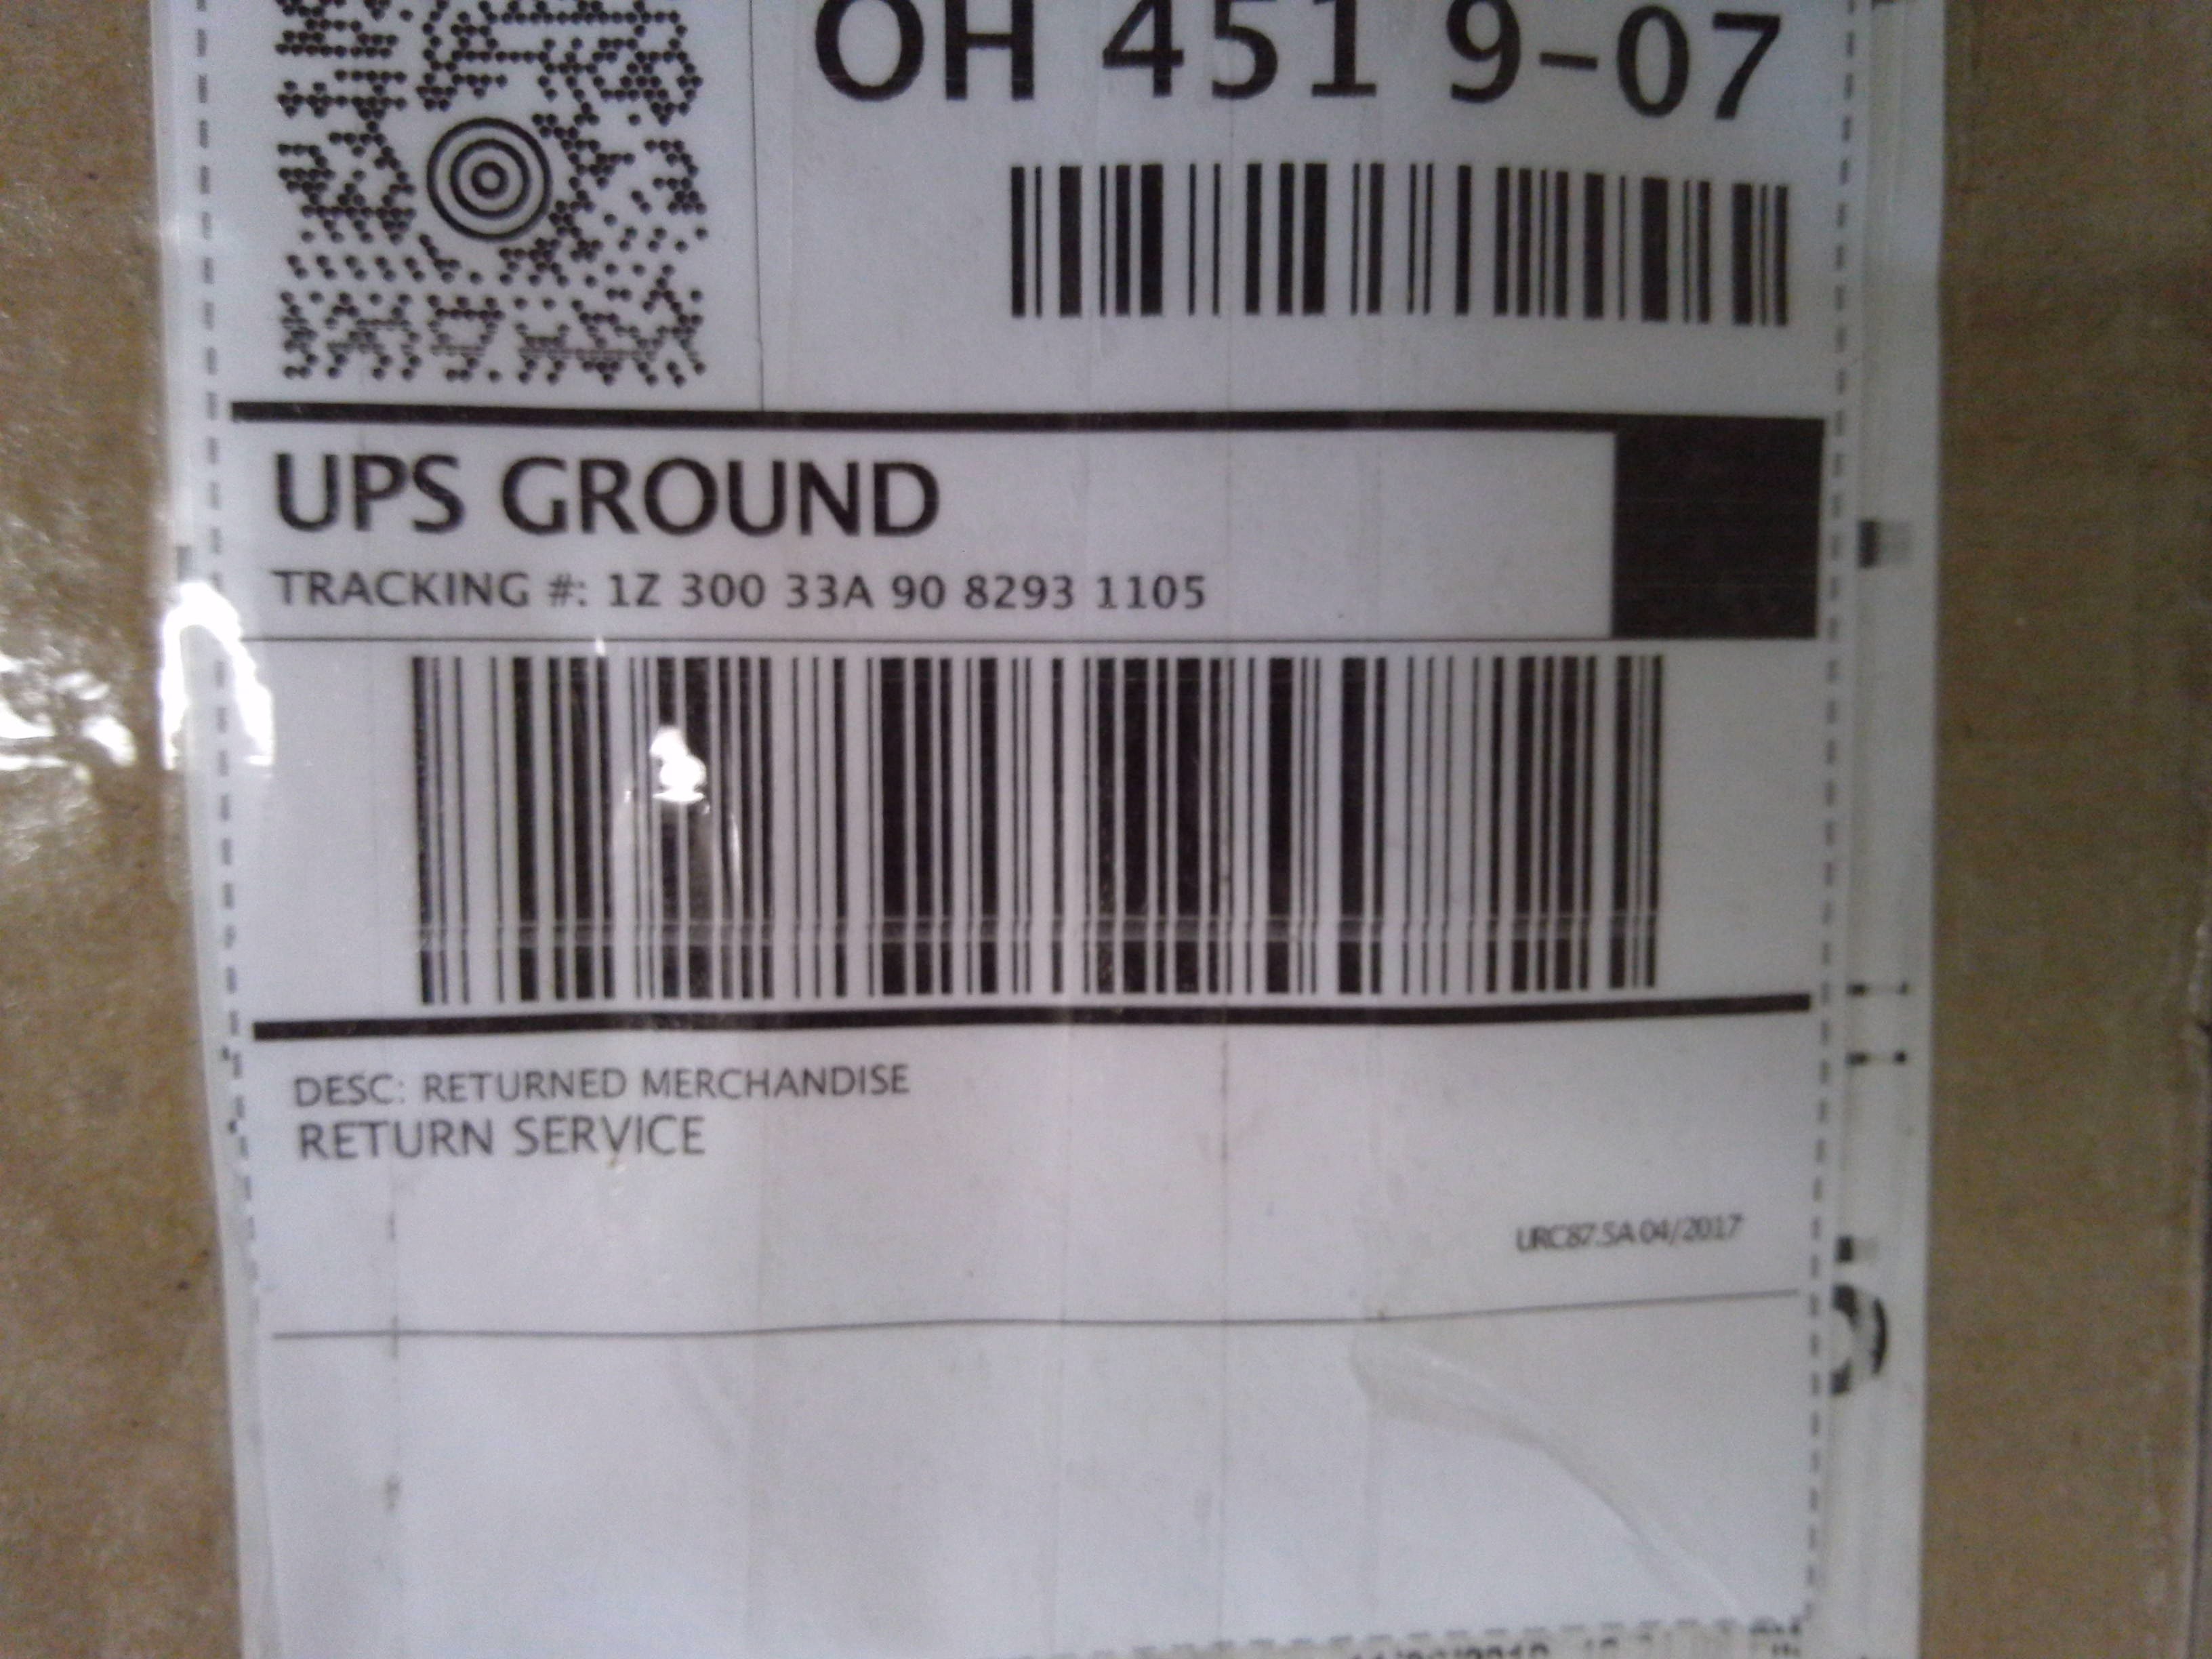 OH 451 9-07
UPS GROUND
TRACKING #: 1Z 300 33A 90 8293 1105
DESC: RETURNED MERCHANDISE
RETURN SERVICE
URC87.5A 04/2017